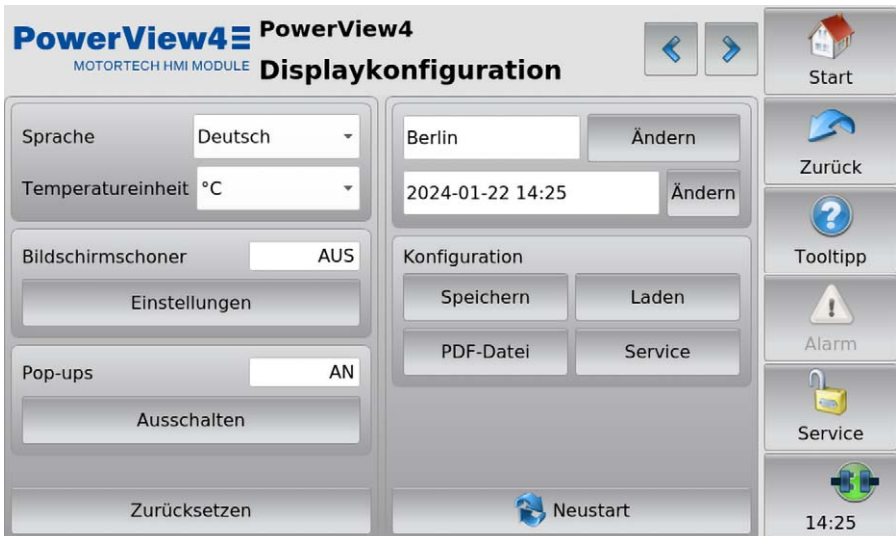 PowerView4
MOTORTECH HMI MODULE
PowerView4
Displaykonfiguration
Sprache
Deutsch
Temperatureinheit
°C
Bildschirmschoner
AUS
Einstellungen
Pop-ups
AN
Ausschalten
Zurücksetzen
Berlin
Ändern
2024-01-22 14:25
Ändern
Konfiguration
Speichern
Laden
PDF-Datei
Service
Neustart
Start
Zurück
Tooltipp
Alarm
Service
14:25